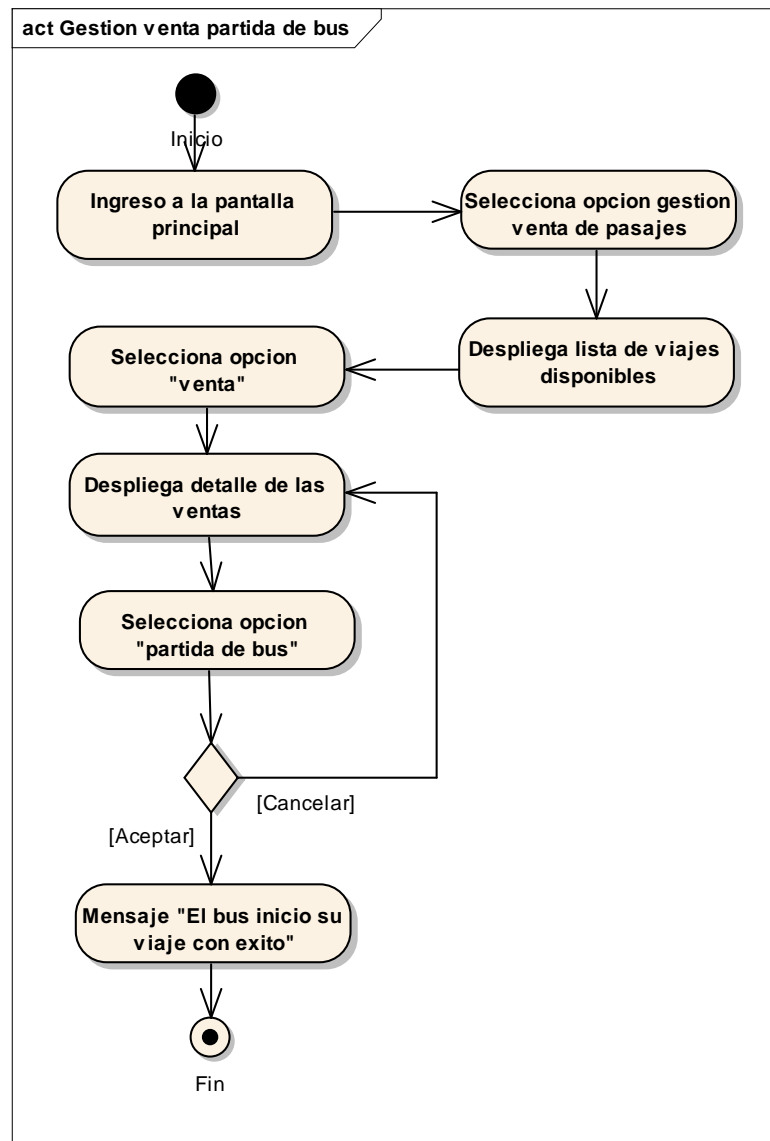 act Gestion venta partida de bus
Inicio
Ingreso a la pantalla
principal
Selecciona opcion gestion
venta de pasajes
Despliega lista de viajes
disponibles
Selecciona opcion
"venta"
Despliega detalle de las
ventas
Selecciona opcion
"partida de bus"
[Cancelar]
[Aceptar]
Mensaje "El bus inicio su
viaje con exito"
Fin